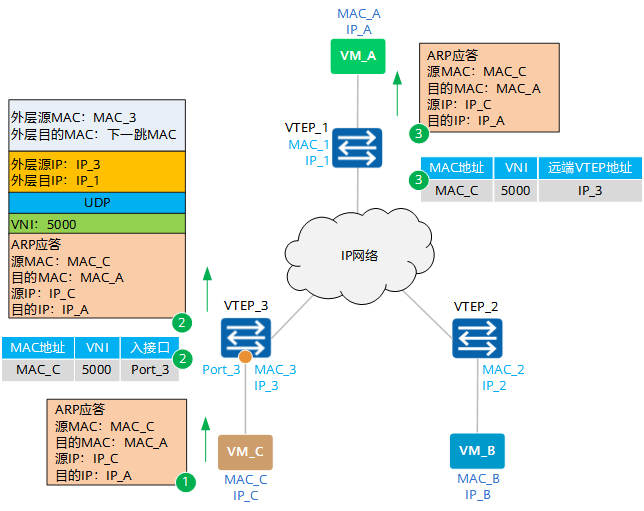 MAC_A
IP_A
VM_A
ARP应答
源MAC：MAC_C
目的MAC：MAC_A
源IP：IP_C
目的IP：IP_A
3
VTEP_1
MAC_1
IP_1
3
MAC地址 VNI 远端VTEP地址
MAC_C 5000 IP_3
外层源MAC：MAC_3
外层目的MAC：下一跳MAC
外层源IP：IP_3
外层目IP：IP_1
UDP
VNI：5000
ARP应答
源MAC：MAC_C
目的MAC：MAC_A
源IP：IP_C
目的IP：IP_A
2
IP网络
VTEP_3
VTEP_2
MAC地址 VNI 入接口
MAC_C 5000 Port_3
2
Port_3
MAC_3
IP_3
MAC_2
IP_2
ARP应答
源MAC：MAC_C
目的MAC：MAC_A
源IP：IP_C
目的IP：IP_A
1
VM_C
MAC_C
IP_C
VM_B
MAC_B
IP_B